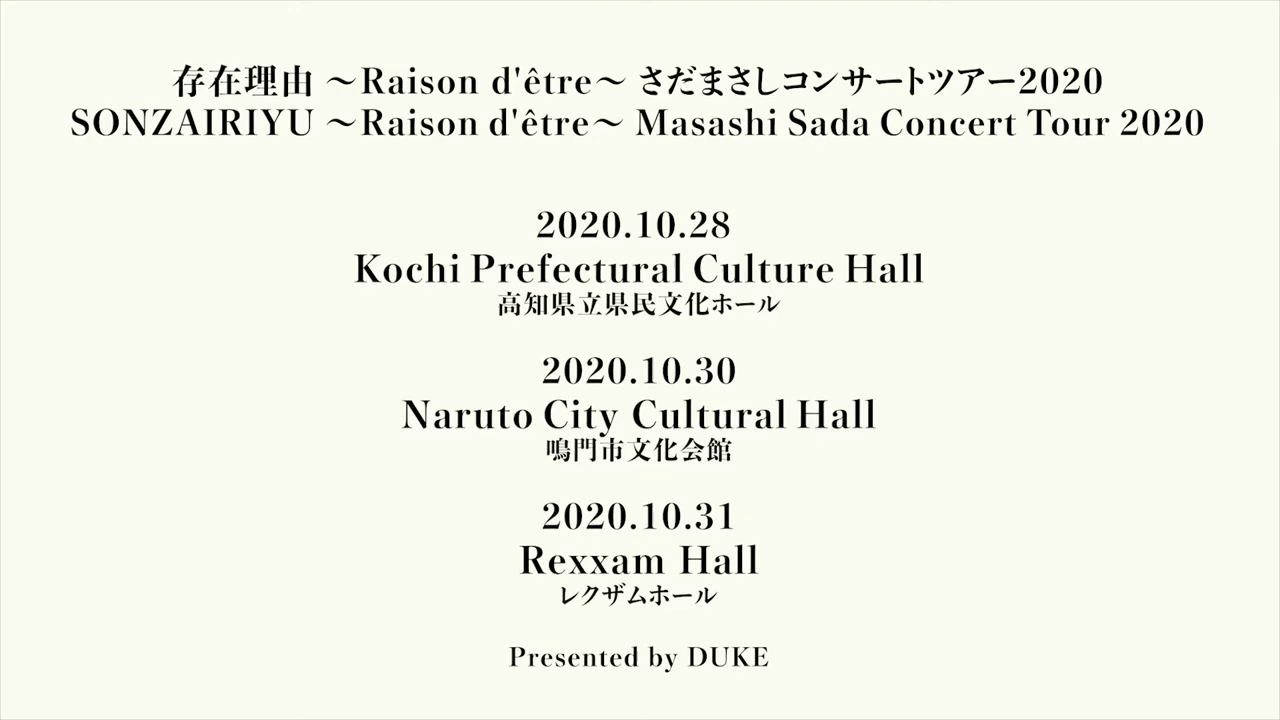 存在理由 ～Raison d'être～ さだまさしコンサートツアー2020
SONZAIRIYU ～Raison d'être～ Masashi Sada Concert Tour 2020
2020.10.28
Kochi Prefectural Culture Hall
高知県立県民文化ホール
2020.10.30
Naruto City Cultural Hall
鳴門市文化会館
2020.10.31
Rexxam Hall
レクザムホール
Presented by DUKE